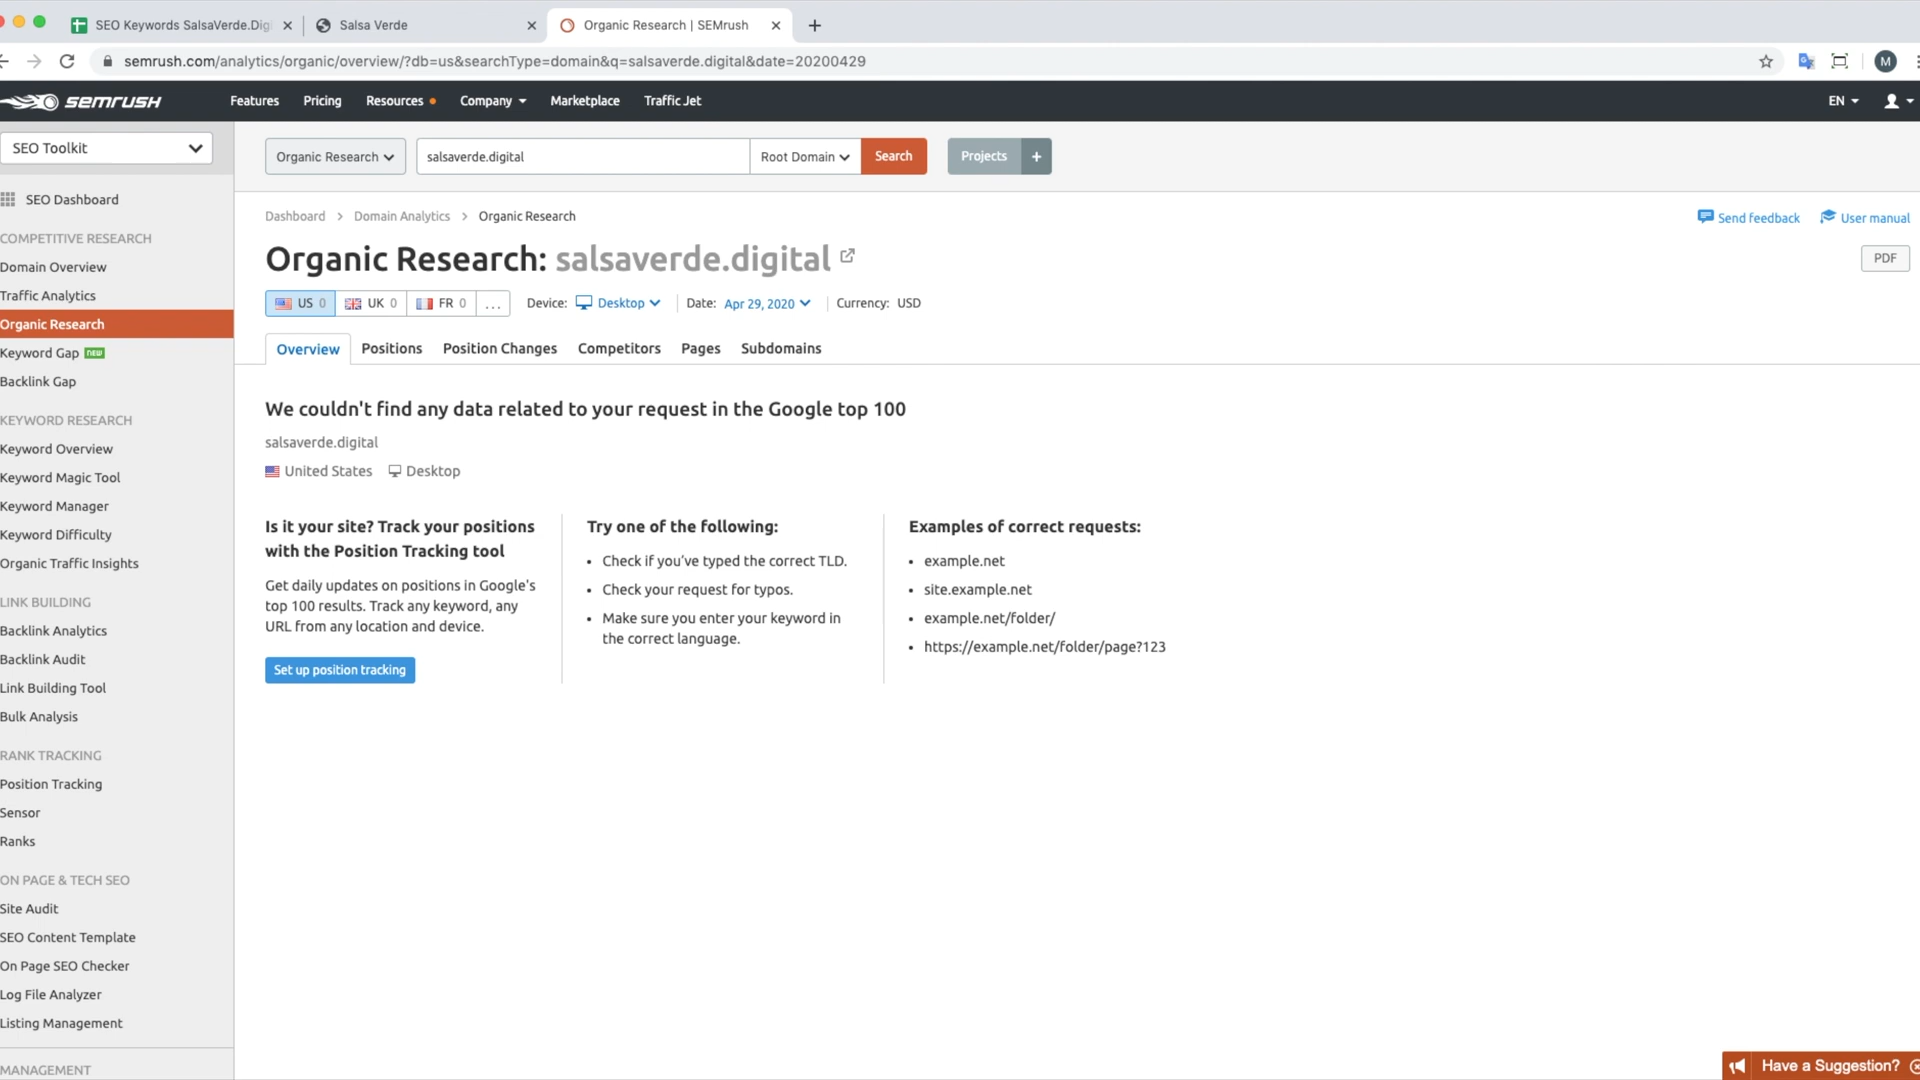 SEO Keywords SalsaVerde.Dig
Salsa Verde
Organic Research | SEMrush
semrush.com/analytics/organic/overview/?db=us&searchType=domain&q=salsaverde.digital&date=20200429
M
SEMRUSH
Features
Pricing
Resources
Company
Marketplace
Traffic Jet
EN
SEO Toolkit
Organic Research
salsaverde.digital
Root Domain
Search
Projects
+
SEO Dashboard
COMPETITIVE RESEARCH
Domain Overview
Traffic Analytics
Organic Research
Keyword Gap NEW
Backlink Gap
KEYWORD RESEARCH
Keyword Overview
Keyword Magic Tool
Keyword Manager
Keyword Difficulty
Organic Traffic Insights
LINK BUILDING
Backlink Analytics
Backlink Audit
Link Building Tool
Bulk Analysis
RANK TRACKING
Position Tracking
Sensor
Ranks
ON PAGE & TECH SEO
Site Audit
SEO Content Template
On Page SEO Checker
Log File Analyzer
Listing Management
MANAGEMENT
Dashboard > Domain Analytics > Organic Research
Send feedback
User manual
Organic Research: salsaverde.digital
PDF
US 0
UK 0
FR 0
...
Device: Desktop
Date: Apr 29, 2020
Currency: USD
Overview
Positions
Position Changes
Competitors
Pages
Subdomains
We couldn't find any data related to your request in the Google top 100
salsaverde.digital
United States
Desktop
Is it your site? Track your positions
with the Position Tracking tool
Get daily updates on positions in Google's
top 100 results. Track any keyword, any
URL from any location and device.
Set up position tracking
Try one of the following:
• Check if you've typed the correct TLD.
• Check your request for typos.
• Make sure you enter your keyword in
the correct language.
Examples of correct requests:
• example.net
• site.example.net
• example.net/folder/
• https://example.net/folder/page?123
Have a Suggestion?